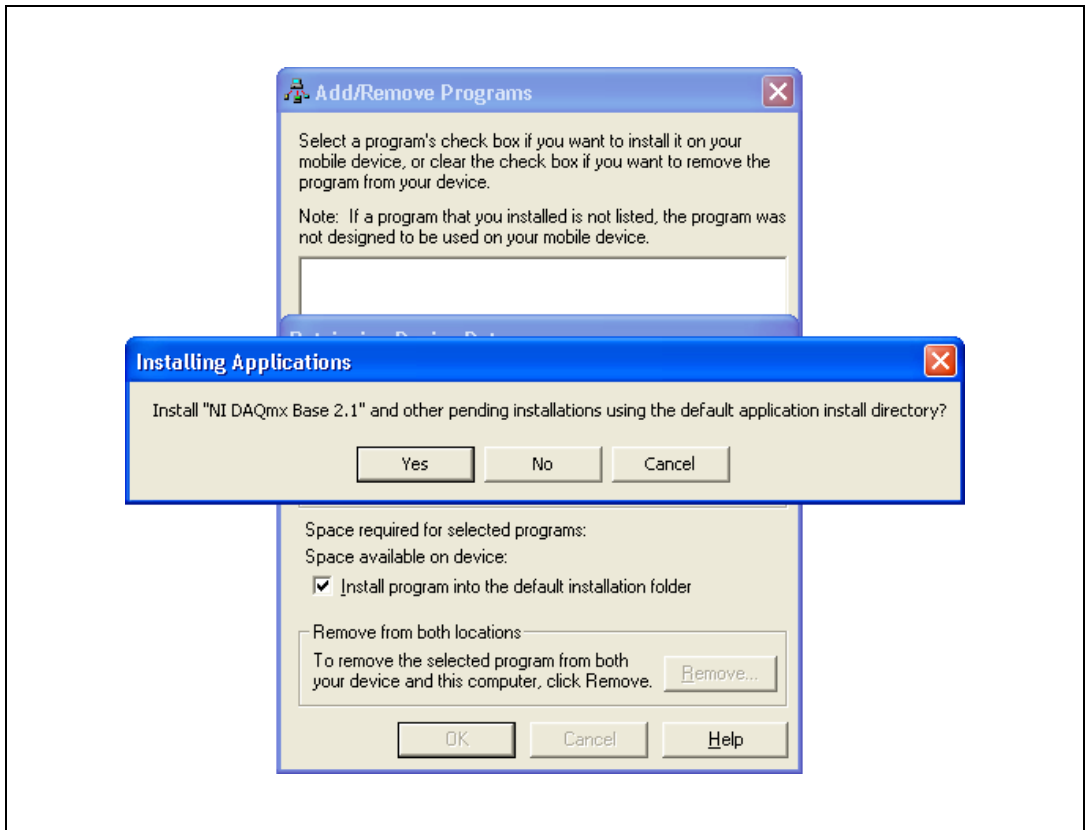 Add/Remove Programs
Select a program's check box if you want to install it on your
mobile device, or clear the check box if you want to remove the
program from your device.
Note: If a program that you installed is not listed, the program was
not designed to be used on your mobile device.
Installing Applications
Install "NI DAQmx Base 2.1" and other pending installations using the default application install directory?
Yes
No
Cancel
Space required for selected programs:
Space available on device:
Install program into the default installation folder
Remove from both locations
To remove the selected program from both
your device and this computer, click Remove.
Remove...
OK
Cancel
Help